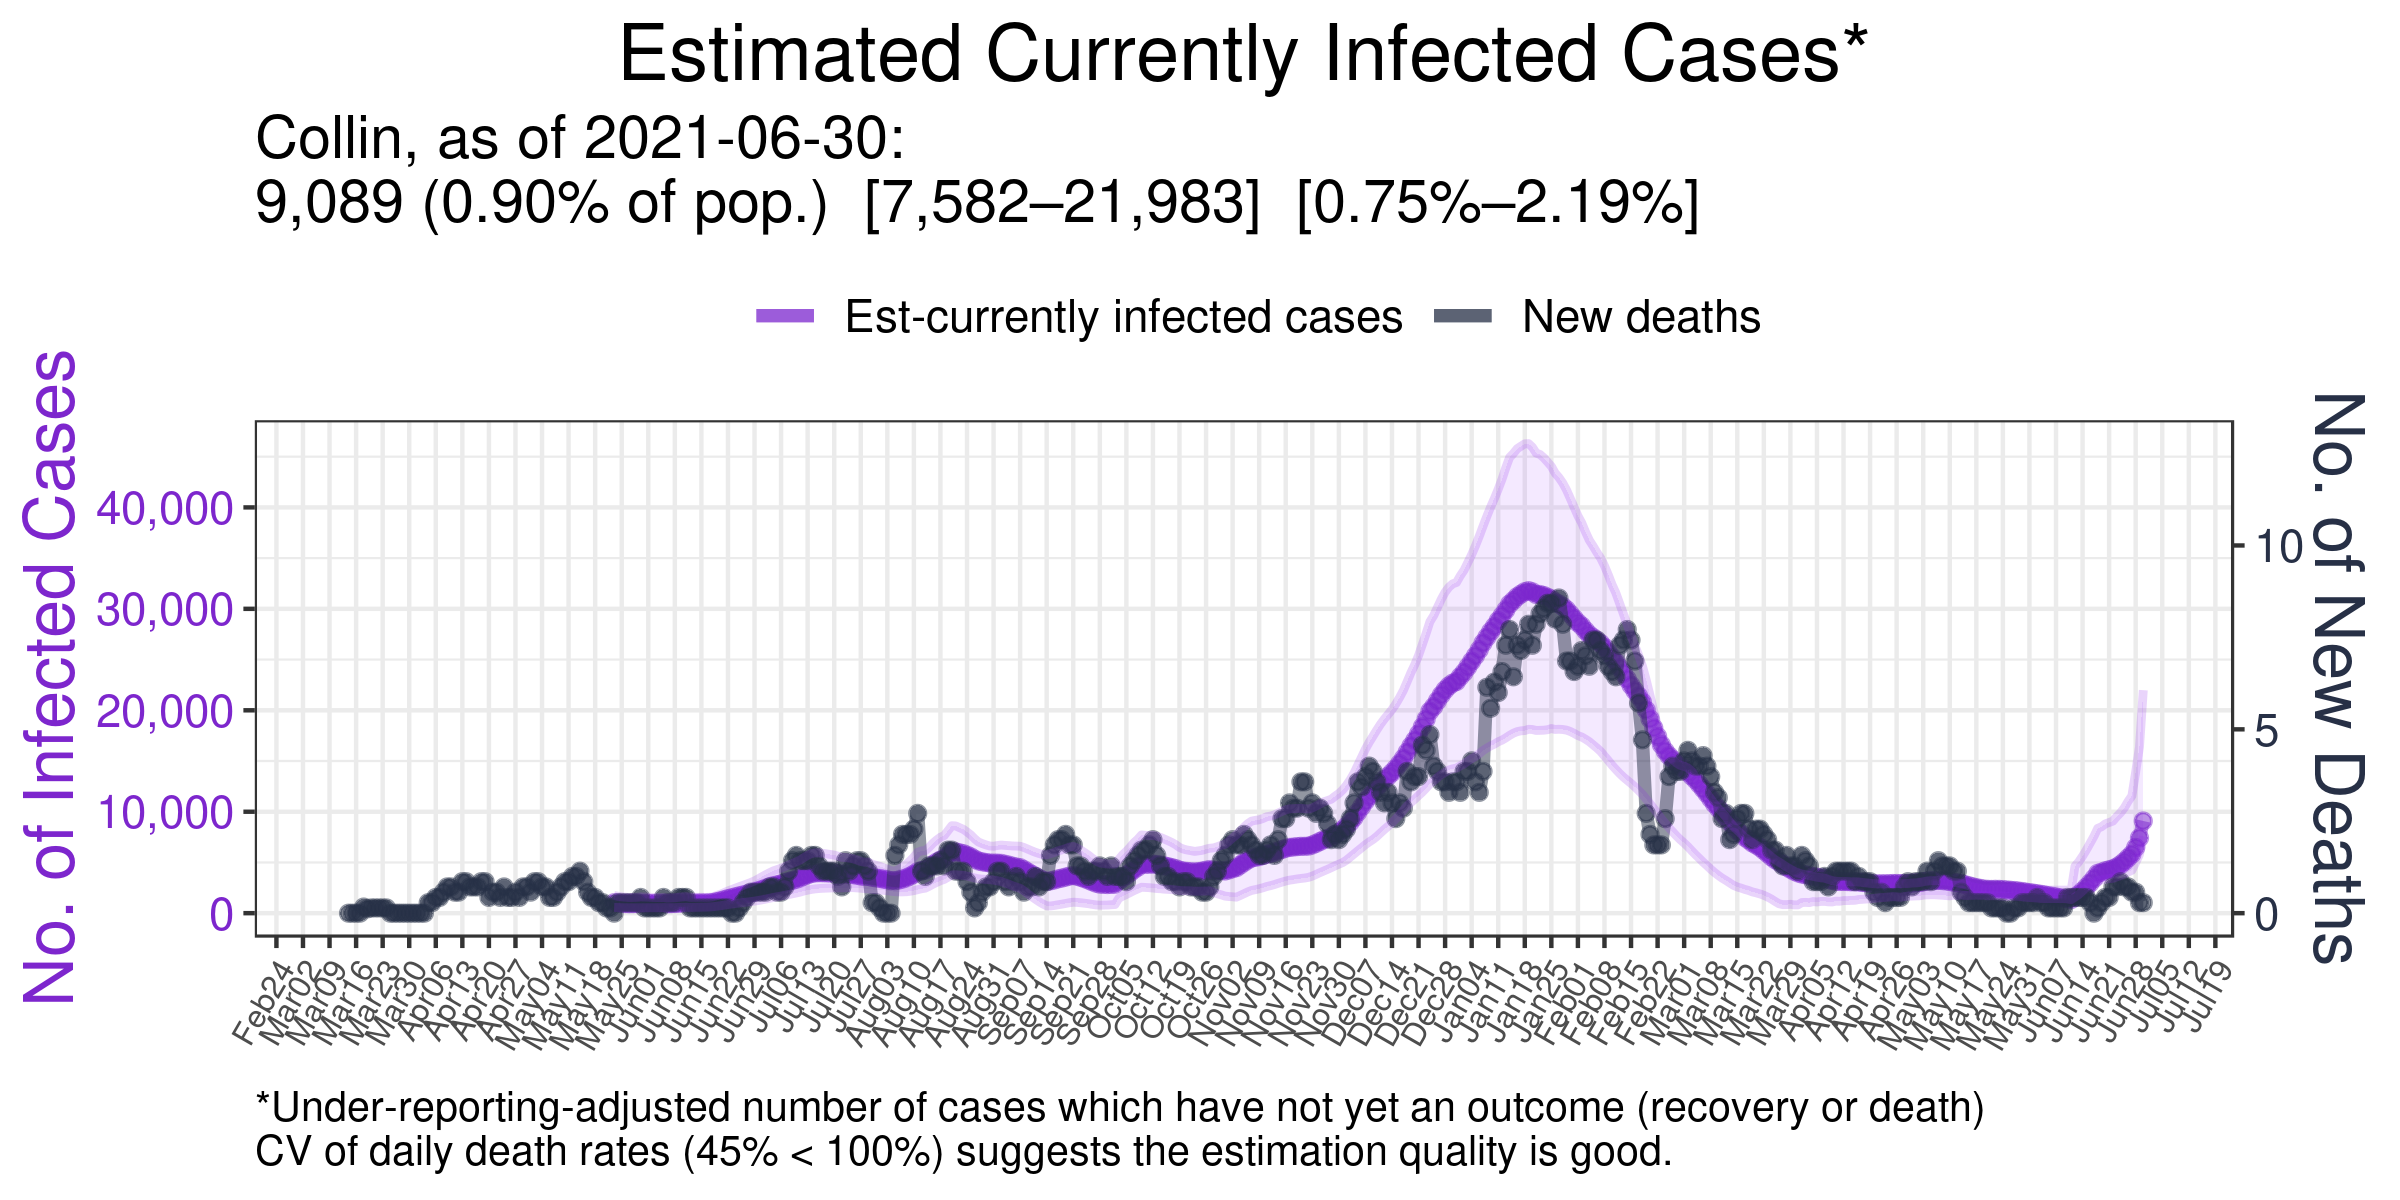 Estimated Currently Infected Cases*
Collin, as of 2021-06-30:
9,089 (0.90% of pop.) [7,582–21,983] [0.75%–2.19%]
Est-currently infected cases
New deaths
No. of Infected Cases
40,000
30,000
20,000
10,000
0
No. of New Deaths
10
5
0
Feb24
Mar02
Mar09
Mar16
Mar23
Mar30
Apr06
Apr13
Apr20
Apr27
May04
May11
May18
May25
Jun01
Jun08
Jun15
Jun22
Jun29
Jul06
Jul13
Jul20
Jul27
Aug03
Aug10
Aug17
Aug24
Aug31
Sep07
Sep14
Sep21
Sep28
Oct05
Oct12
Oct19
Oct26
Nov02
Nov09
Nov16
Nov23
Nov30
Dec07
Dec14
Dec21
Dec28
Jan04
Jan11
Jan18
Jan25
Feb01
Feb08
Feb15
Feb22
Mar01
Mar08
Mar15
Mar22
Mar29
Apr05
Apr12
Apr19
Apr26
May03
May10
May17
May24
May31
Jun07
Jun14
Jun21
Jun28
Jul05
Jul12
Jul19
*Under-reporting-adjusted number of cases which have not yet an outcome (recovery or death)
CV of daily death rates (45% < 100%) suggests the estimation quality is good.